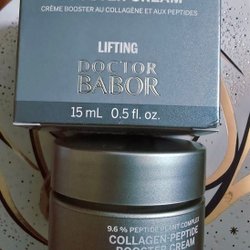 CRÈME BOOSTER AU COLLAGÈNE ET AUX PEPTIDES
LIFTING
DOCTOR
BABOR
15 mL 0.5 fl. oz.
9.6 % PEPTIDE-PLANT COMPLEX
COLLAGEN-PEPTIDE
BOOSTER CREAM